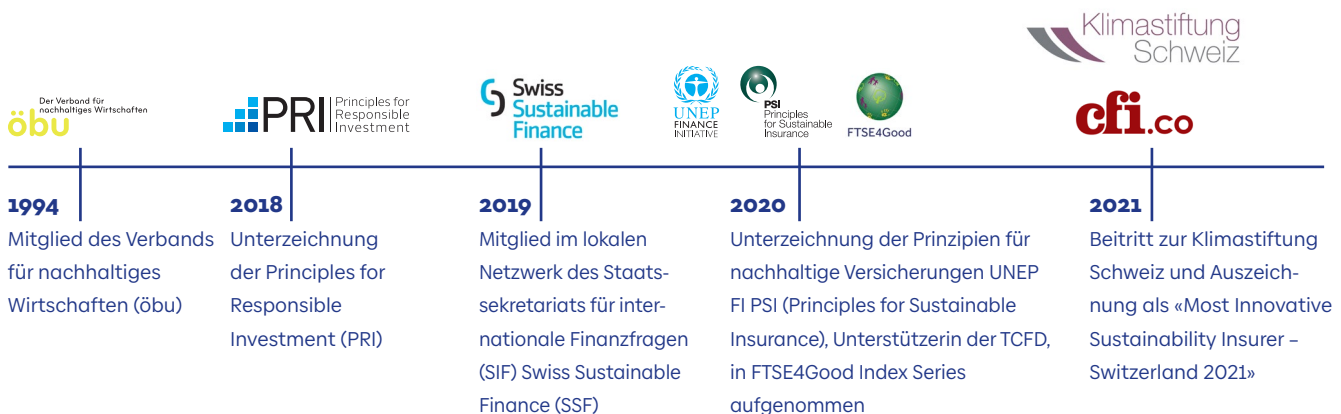 Der Verband für
nachhaltiges Wirtschaften
öbu
PRI
Principles for
Responsible
Investment
Swiss
Sustainable
Finance
UNEP
FINANCE
INITIATIVE
PSI
Principles
for Sustainable
Insurance
FTSE4Good
Klimastiftung
Schweiz
cfi.co
1994
Mitglied des Verbands
für nachhaltiges
Wirtschaften (öbu)
2018
Unterzeichnung
der Principles for
Responsible
Investment (PRI)
2019
Mitglied im lokalen
Netzwerk des Staats-
sekretariats für inter-
nationale Finanzfragen
(SIF) Swiss Sustainable
Finance (SSF)
2020
Unterzeichnung der Prinzipien für
nachhaltige Versicherungen UNEP
FI PSI (Principles for Sustainable
Insurance), Unterstützerin der TCFD,
in FTSE4Good Index Series
aufgenommen
2021
Beitritt zur Klimastiftung
Schweiz und Auszeich-
nung als «Most Innovative
Sustainability Insurer –
Switzerland 2021»